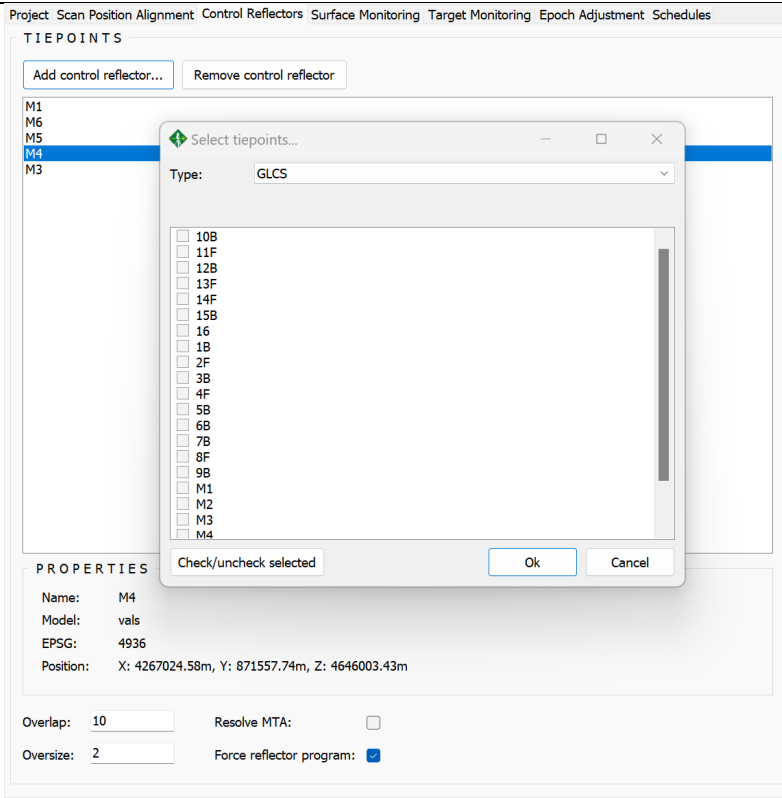 Project Scan Position Alignment Control Reflectors Surface Monitoring Target Monitoring Epoch Adjustment Schedules
TIEPOINTS
Add control reflector... Remove control reflector
M1
M6
M5
M4
M3
Select tiepoints...
Type: GLCS
10B
11F
12B
13F
14F
15B
16
1B
2F
3B
4F
5B
6B
7B
8F
9B
M1
M2
M3
M4
Check/uncheck selected Ok Cancel
PROPERTIES
Name: M4
Model: vals
EPSG: 4936
Position: X: 4267024.58m, Y: 871557.74m, Z: 4646003.43m
Overlap: 10 Resolve MTA:
Oversize: 2 Force reflector program: